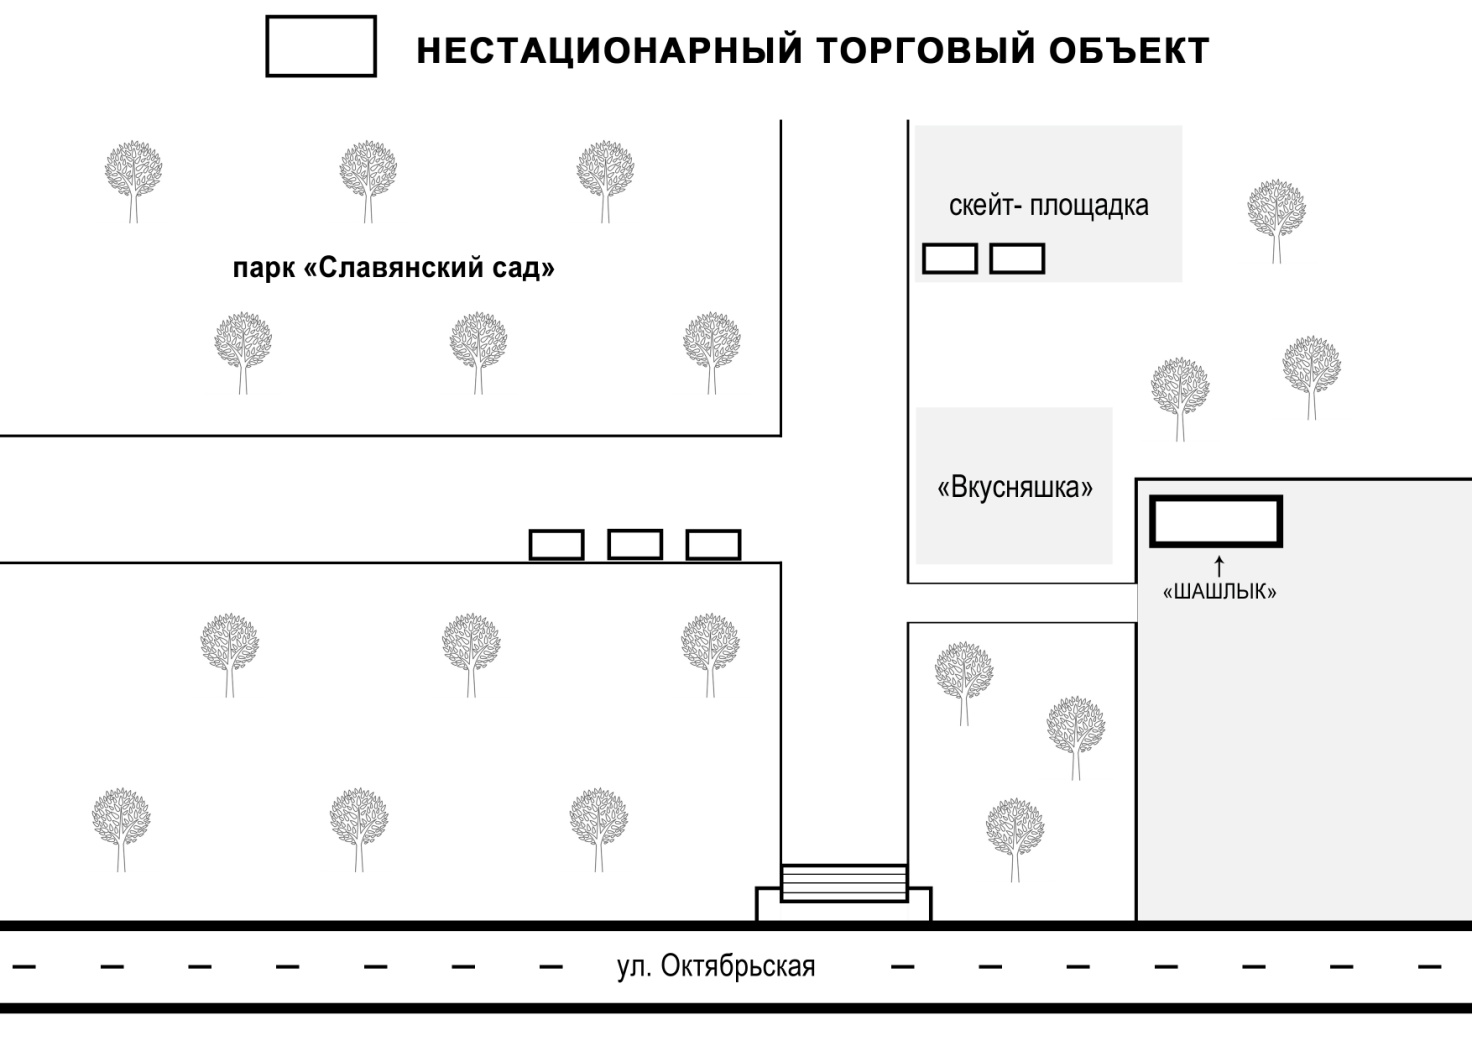 НЕСТАЦИОНАРНЫЙ ТОРГОВЫЙ ОБЪЕКТ
скейт- площадка
парк «Славянский сад»
«Вкусняшка»
«ШАШЛЫК»
ул. Октябрьская